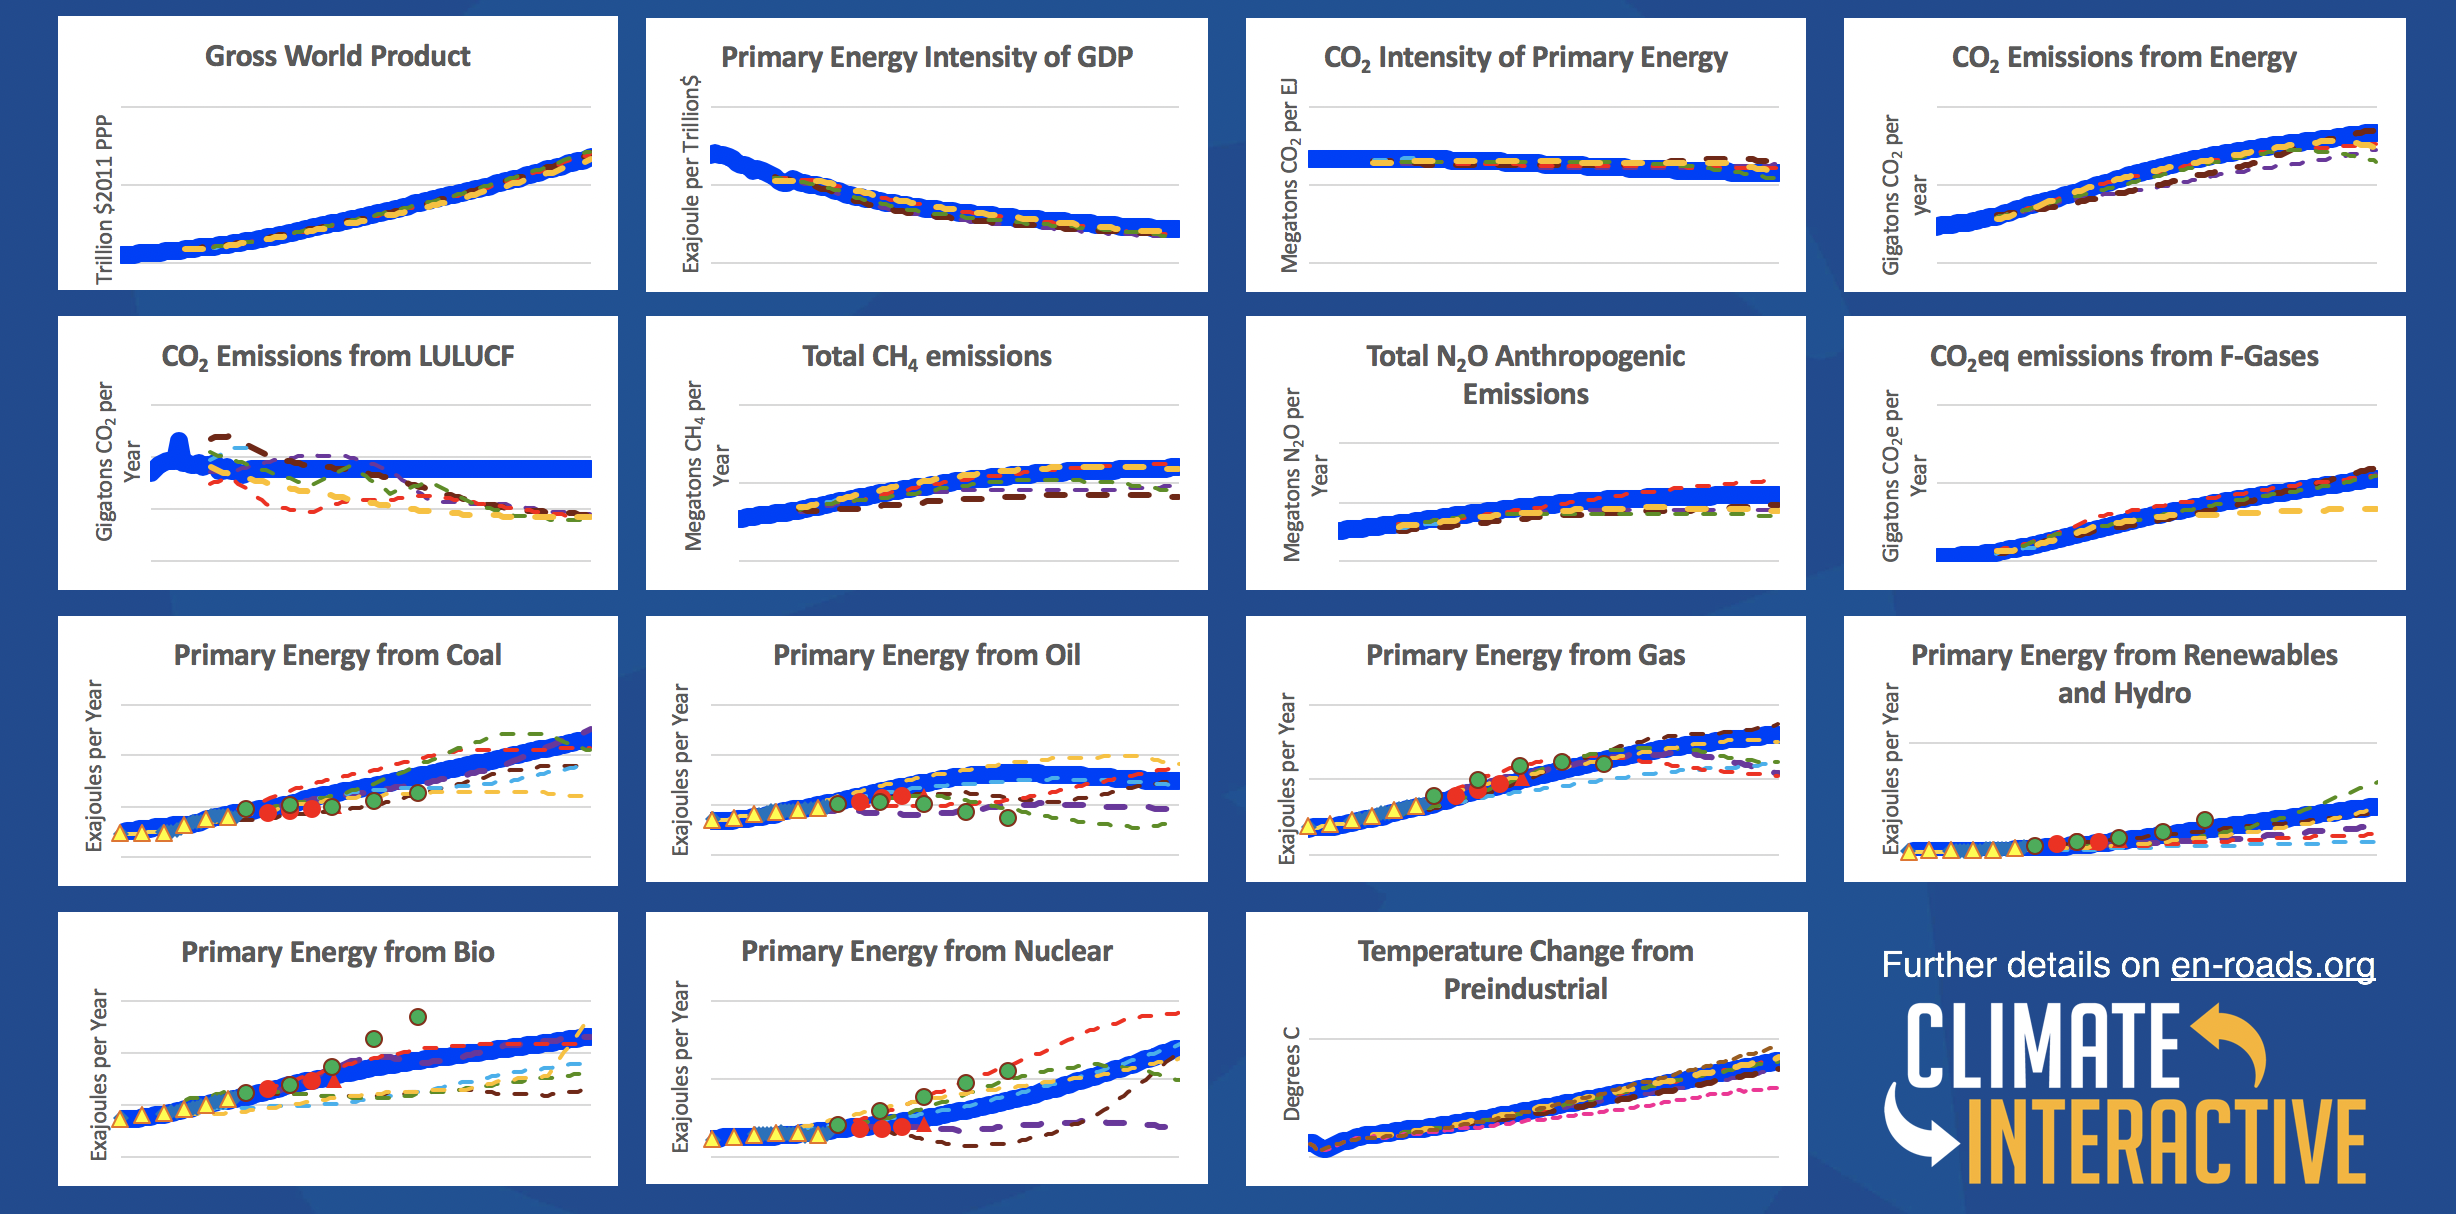 Gross World Product
Trillion $2011 PPP
Primary Energy Intensity of GDP
Exajoule per Trillion$
CO₂ Intensity of Primary Energy
Megatons CO₂ per EJ
CO₂ Emissions from Energy
Gigatons CO₂ per
year
CO₂ Emissions from LULUCF
Gigatons CO₂ per
Year
Total CH₄ emissions
Megatons CH₄ per
Year
Total N₂O Anthropogenic
Emissions
Megatons N₂O per
Year
CO₂eq emissions from F-Gases
Gigatons CO₂e per
Year
Primary Energy from Coal
Exajoules per Year
Primary Energy from Oil
Exajoules per Year
Primary Energy from Gas
Exajoules per Year
Primary Energy from Renewables
and Hydro
Exajoules per Year
Primary Energy from Bio
Exajoules per Year
Primary Energy from Nuclear
Exajoules per Year
Temperature Change from
Preindustrial
Degrees C
Further details on en-roads.org
CLIMATE
INTERACTIVE